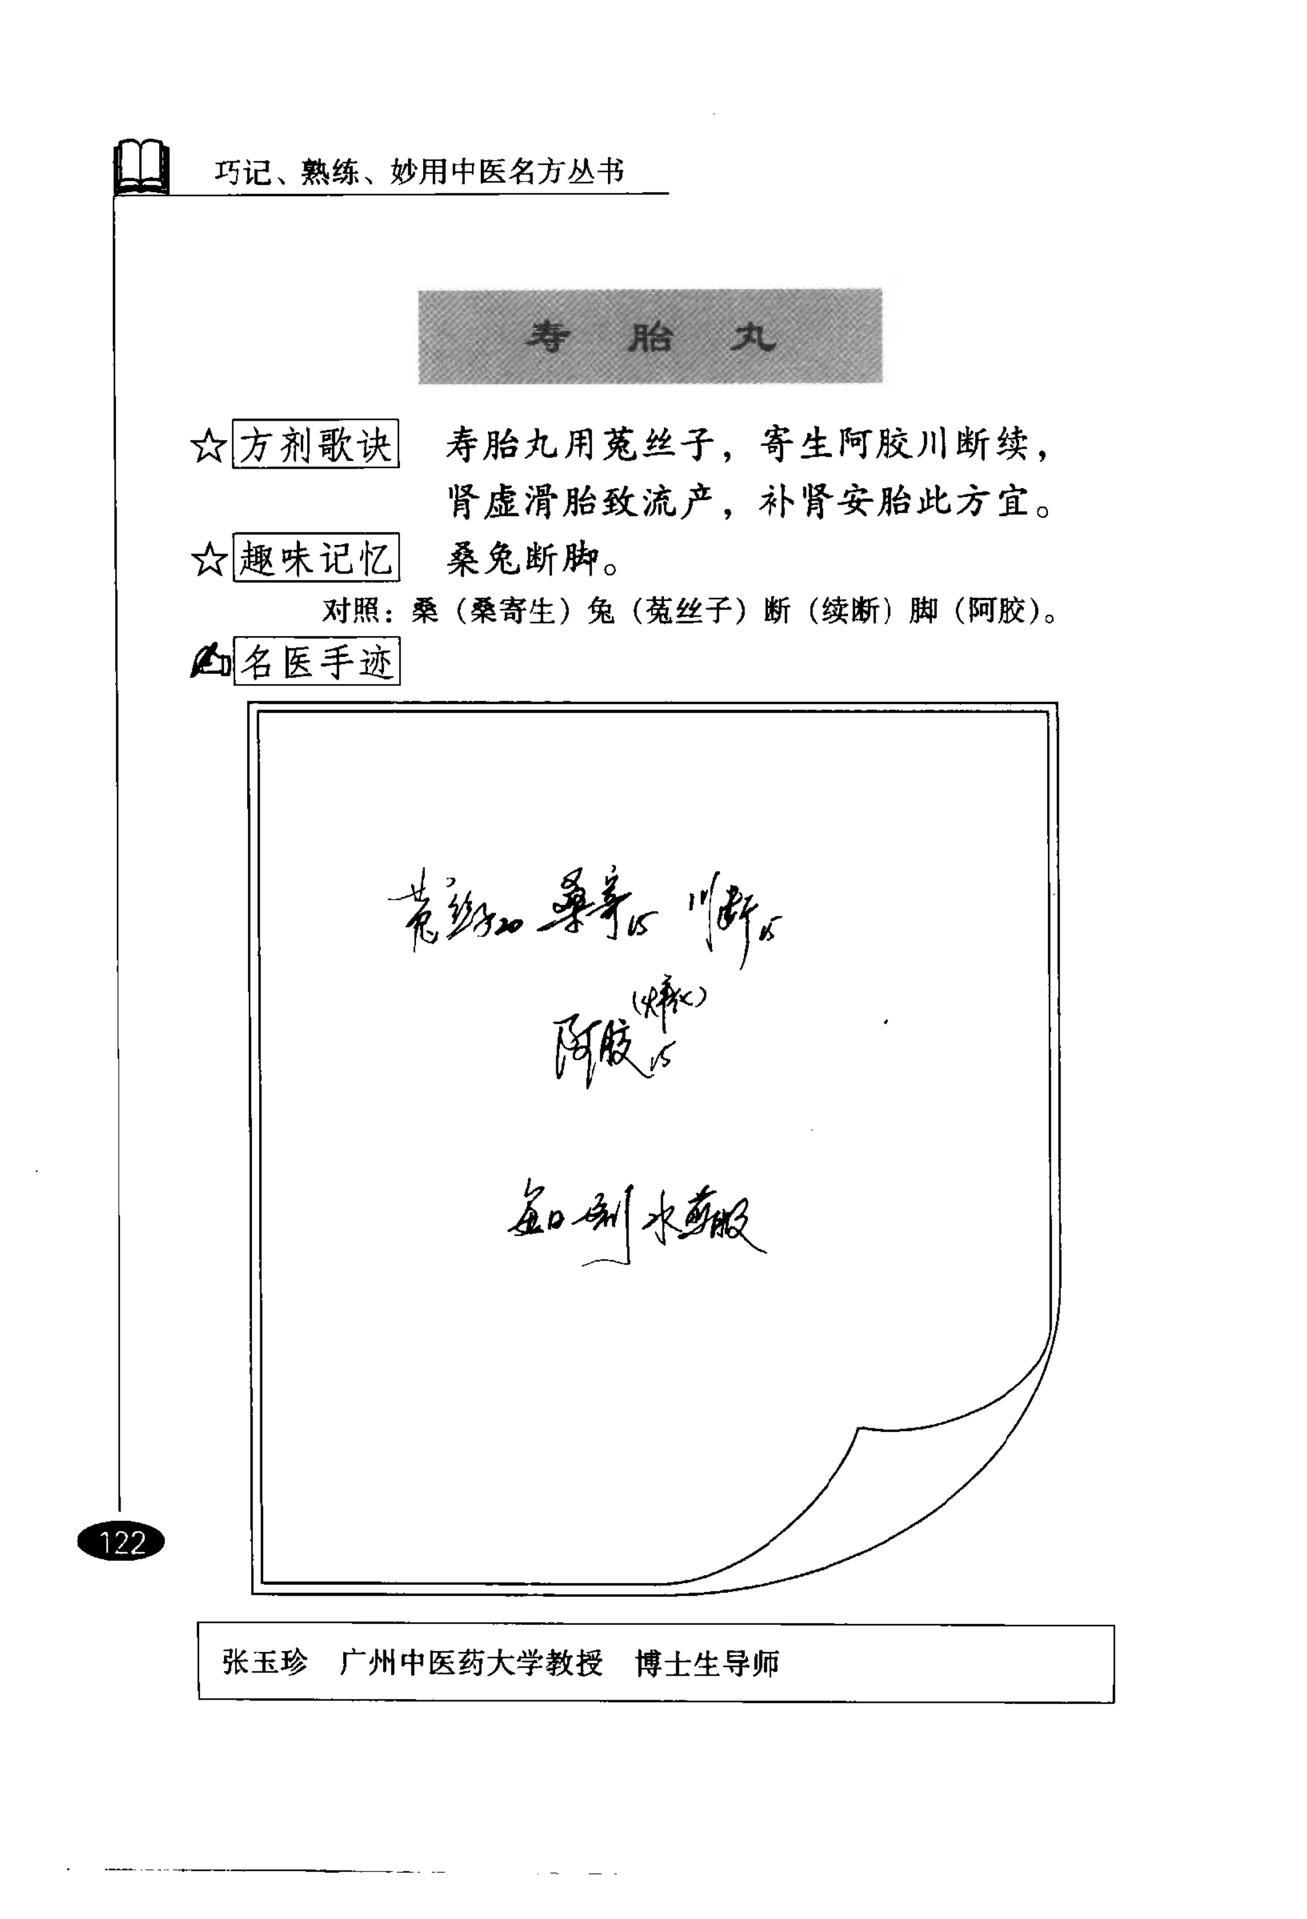 巧记、熟练、妙用中医名方丛书
寿胎丸
☆方剂歌诀 寿胎丸用菟丝子，寄生阿胶川断续，
肾虚滑胎致流产，补肾安胎此方宜。
☆趣味记忆 桑兔断脚。
对照：桑（桑寄生）兔（菟丝子）断（续断）脚（阿胶）。
名医手迹
菟丝子20 桑寄15 川断15
(烊化)
阿胶15
每日一剂 水煎服
122
张玉珍 广州中医药大学教授 博士生导师